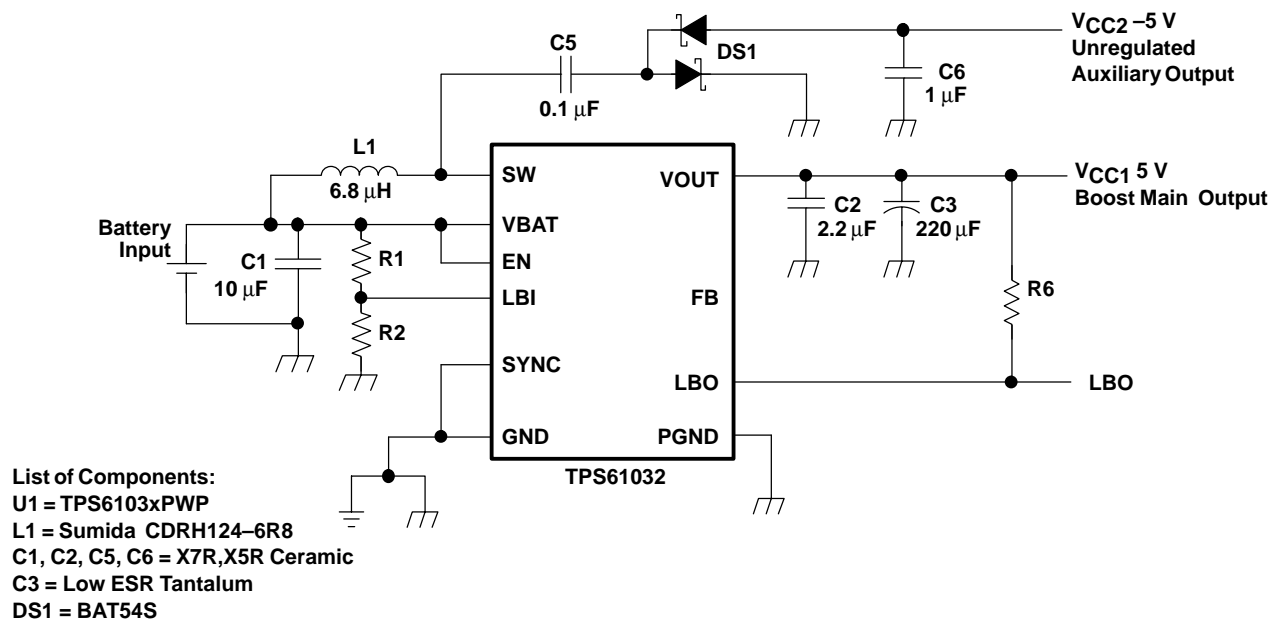 C5
0.1 μF
DS1
C6
1 μF
VCC2 –5 V
Unregulated
Auxiliary Output
L1
6.8 μH
SW
VOUT
VCC1 5 V
Boost Main Output
C2
2.2 μF
C3
220 μF
Battery
Input
VBAT
C1
10 μF
R1
EN
LBI
FB
R6
R2
SYNC
LBO
LBO
GND
PGND
TPS61032
List of Components:
U1 = TPS6103xPWP
L1 = Sumida CDRH124–6R8
C1, C2, C5, C6 = X7R,X5R Ceramic
C3 = Low ESR Tantalum
DS1 = BAT54S